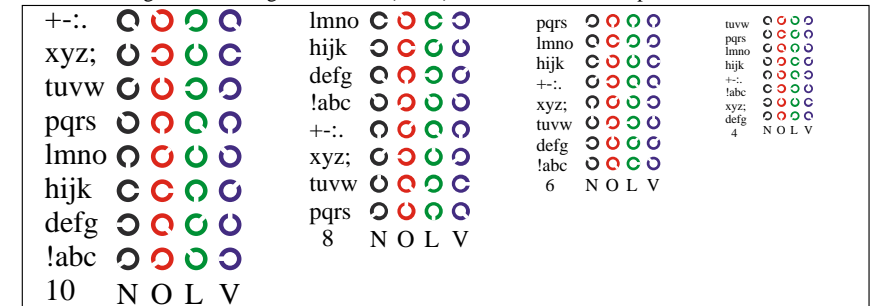 +-:.
xyz;
tuvw
pqrs
lmno
hijk
defg
!abc
10 N O L V
lmno
hijk
defg
!abc
+-:.
xyz;
tuvw
pqrs
8 N O L V
pqrs
lmno
hijk
+-:.
xyz;
tuvw
defg
!abc
6 N O L V
tuvw
pqrs
lmno
hijk
+-:.
!abc
xyz;
defg
4 N O L V